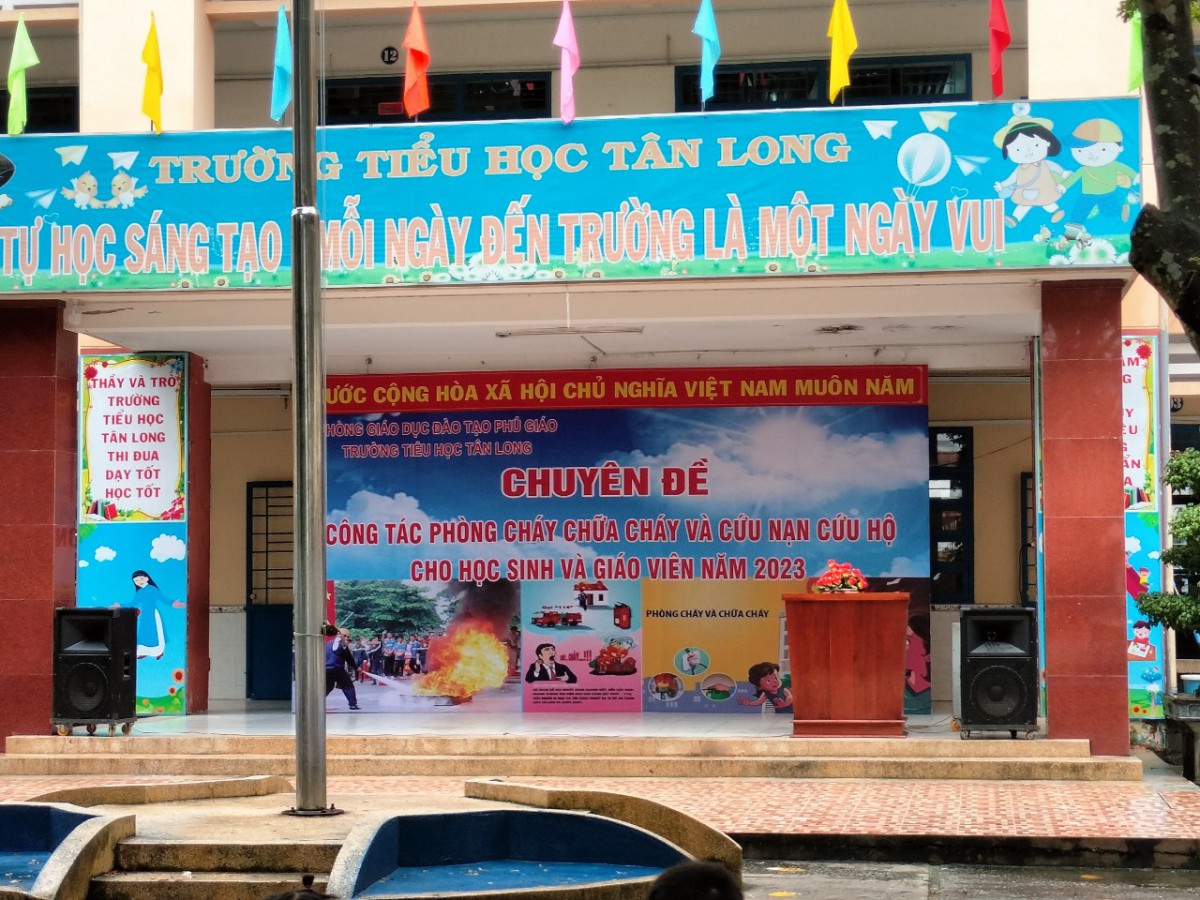 12
TRƯỜNG TIỂU HỌC TÂN LONG
TỰ HỌC SÁNG TẠO MỖI NGÀY ĐẾN TRƯỜNG LÀ MỘT NGÀY VUI
THẦY VÀ TRÒ
TRƯỜNG
TIỂU HỌC
TÂN LONG
THI ĐUA
DẠY TỐT
HỌC TỐT
CỘNG HÒA XÃ HỘI CHỦ NGHĨA VIỆT NAM MUÔN NĂM
GIÁO DỤC ĐÀO TẠO PHÚ GIÁO
TRƯỜNG TIỂU HỌC TÂN LONG
CHUYÊN ĐỀ
CÔNG TÁC PHÒNG CHÁY CHỮA CHÁY VÀ CỨU NẠN CỨU HỘ
CHO HỌC SINH VÀ GIÁO VIÊN NĂM 2023
PHÒNG CHÁY VÀ CHỮA CHÁY